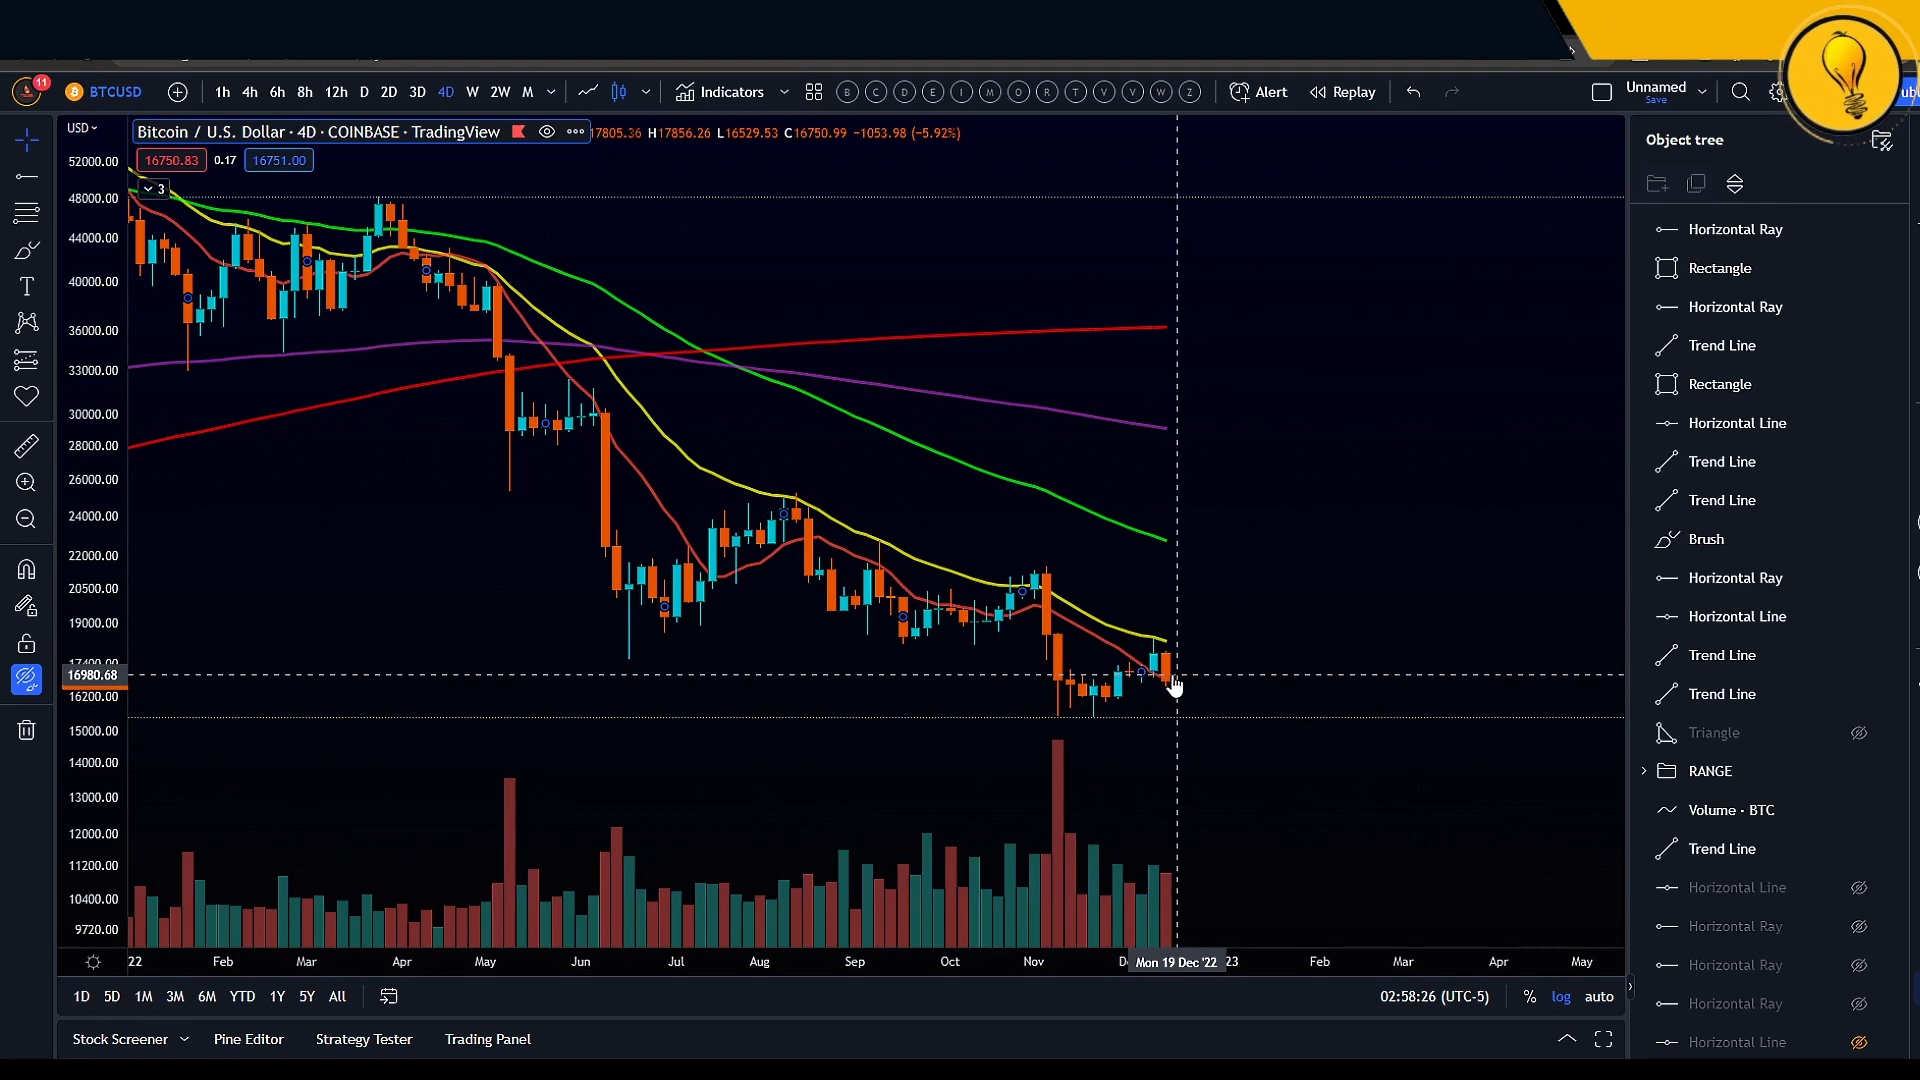 11
BTCUSD
1h 4h 6h 8h 12h D 2D 3D 4D W 2W M
Indicators
B C D E I M O R T V V W Z
Alert
Replay
Unnamed
Save
USD
Bitcoin / U.S. Dollar · 4D · COINBASE · TradingView
17805.36 H17856.26 L16529.53 C16750.99 −1053.98 (−5.92%)
16750.83 0.17 16751.00
3
52000.00
48000.00
44000.00
40000.00
36000.00
33000.00
30000.00
28000.00
26000.00
24000.00
22000.00
20500.00
19000.00
17400.00
16980.68
16200.00
15000.00
14000.00
13000.00
12000.00
11200.00
10400.00
9720.00
22 Feb Mar Apr May Jun Jul Aug Sep Oct Nov D Mon 19 Dec '22 23 Feb Mar Apr May
1D 5D 1M 3M 6M YTD 1Y 5Y All
02:58:26 (UTC-5) % log auto
Stock Screener Pine Editor Strategy Tester Trading Panel
Object tree
Horizontal Ray
Rectangle
Horizontal Ray
Trend Line
Rectangle
Horizontal Line
Trend Line
Trend Line
Brush
Horizontal Ray
Horizontal Line
Trend Line
Trend Line
Triangle
RANGE
Volume - BTC
Trend Line
Horizontal Line
Horizontal Ray
Horizontal Ray
Horizontal Ray
Horizontal Line